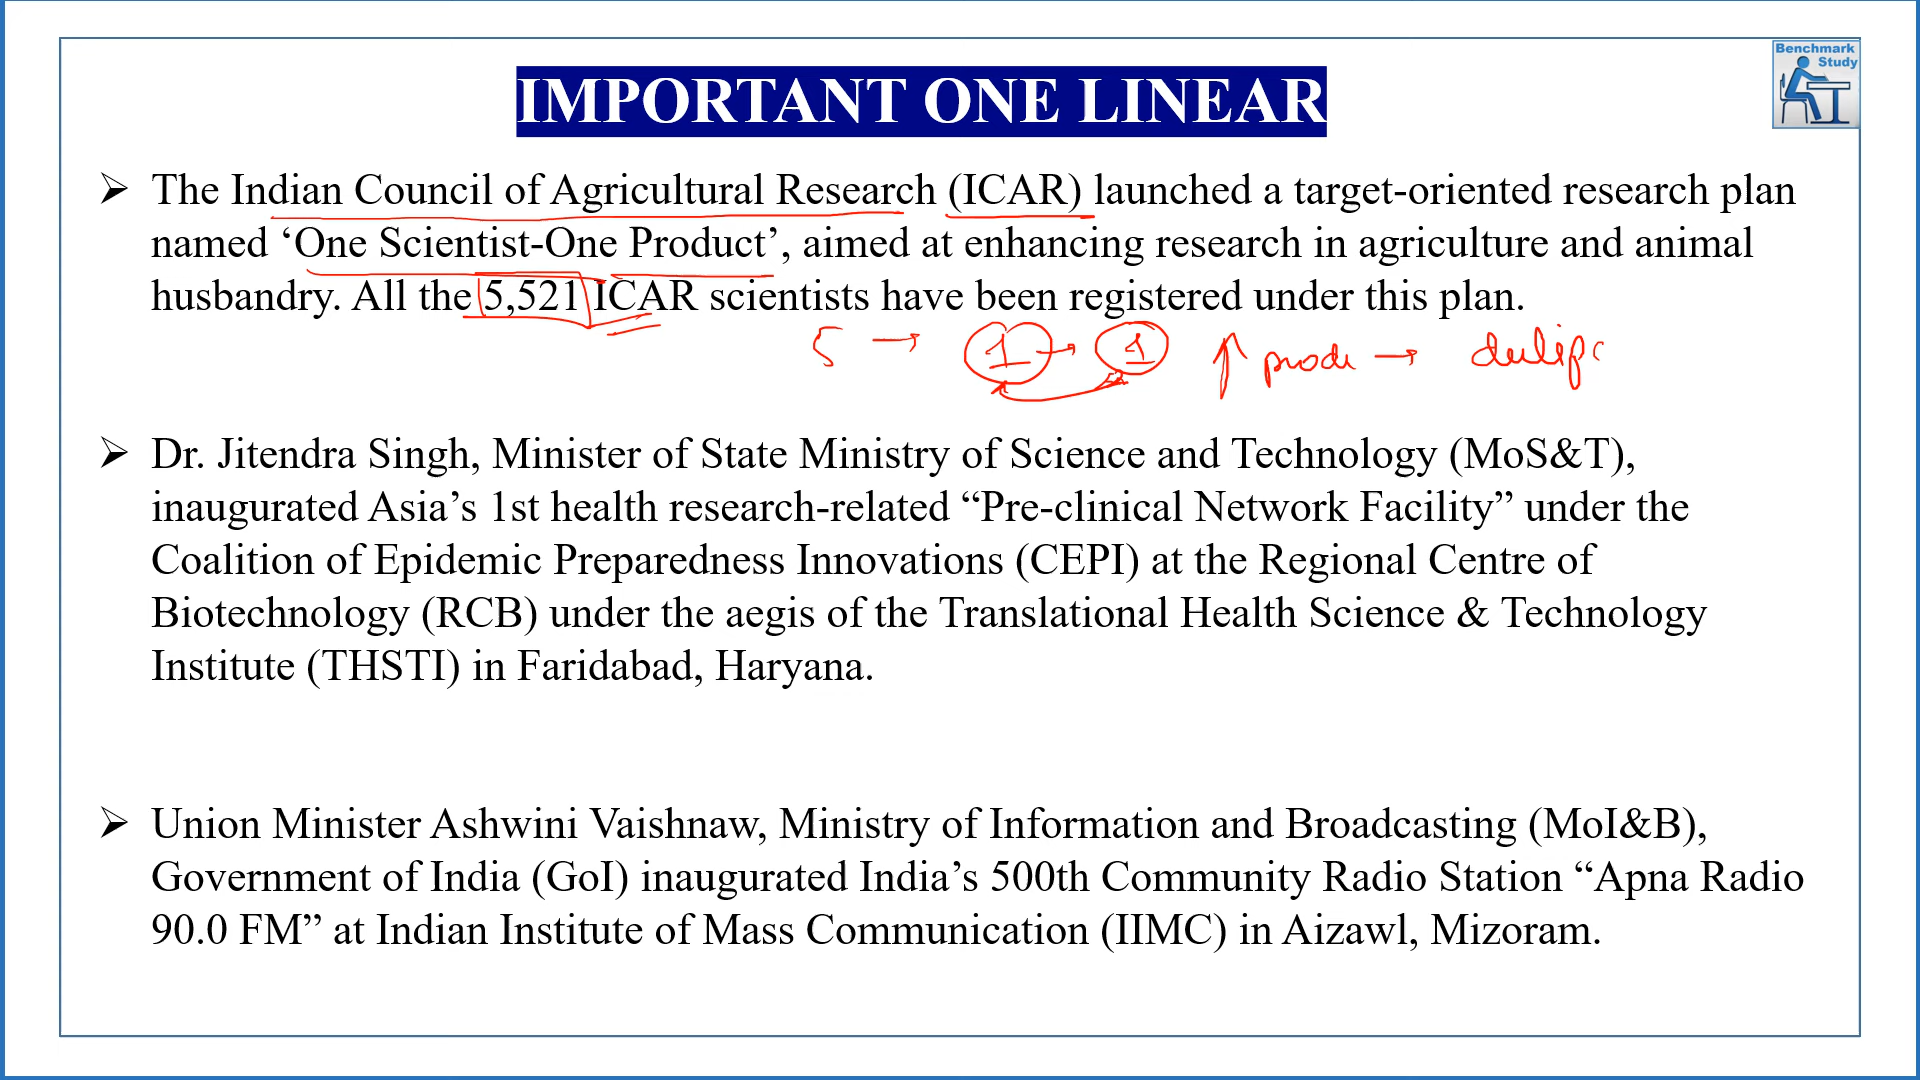 Benchmark
Study
IMPORTANT ONE LINEAR
➢ The Indian Council of Agricultural Research (ICAR) launched a target-oriented research plan
named ‘One Scientist-One Product’, aimed at enhancing research in agriculture and animal
husbandry. All the 5,521 ICAR scientists have been registered under this plan.
5 → 1 → 1 ↑ →
➢ Dr. Jitendra Singh, Minister of State Ministry of Science and Technology (MoS&T),
inaugurated Asia’s 1st health research-related “Pre-clinical Network Facility” under the
Coalition of Epidemic Preparedness Innovations (CEPI) at the Regional Centre of
Biotechnology (RCB) under the aegis of the Translational Health Science & Technology
Institute (THSTI) in Faridabad, Haryana.
➢ Union Minister Ashwini Vaishnaw, Ministry of Information and Broadcasting (MoI&B),
Government of India (GoI) inaugurated India’s 500th Community Radio Station “Apna Radio
90.0 FM” at Indian Institute of Mass Communication (IIMC) in Aizawl, Mizoram.